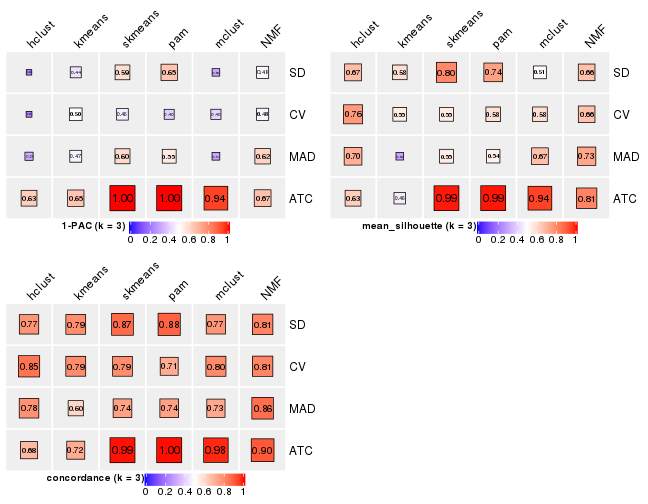 hclust kmeans skmeans pam mclust NMF
0.44 0.59 0.65 0.48 SD
0.50 0.46 0.46 0.46 0.48 CV
0.47 0.60 0.55 0.62 MAD
0.63 0.65 1.00 1.00 0.94 0.67 ATC
1-PAC (k = 3)
0 0.2 0.4 0.6 0.8 1
hclust kmeans skmeans pam mclust NMF
0.67 0.58 0.80 0.74 0.51 0.66 SD
0.76 0.55 0.55 0.58 0.58 0.66 CV
0.70 0.55 0.54 0.67 0.73 MAD
0.63 0.46 0.99 0.99 0.94 0.81 ATC
mean_silhouette (k = 3)
0 0.2 0.4 0.6 0.8 1
hclust kmeans skmeans pam mclust NMF
0.77 0.79 0.87 0.88 0.77 0.81 SD
0.85 0.79 0.79 0.71 0.80 0.81 CV
0.78 0.60 0.74 0.74 0.73 0.86 MAD
0.68 0.72 0.99 1.00 0.98 0.90 ATC
concordance (k = 3)
0 0.2 0.4 0.6 0.8 1